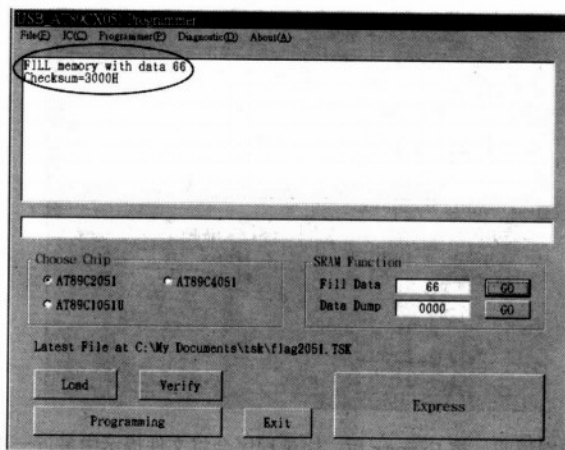 USB_AT89CX051 Programmer
File(F) IC(C) Programmer(P) Diagnostic(D) About(A)
FILL memory with data 66
Checksum=3000H
Choose Chip
AT89C2051
AT89C4051
AT89C1051U
SRAM Function
Fill Data 66 GO
Data Dump 0000 GO
Latest File at C:\My Documents\tsk\flag2051.TSK
Load
Verify
Express
Programming
Exit